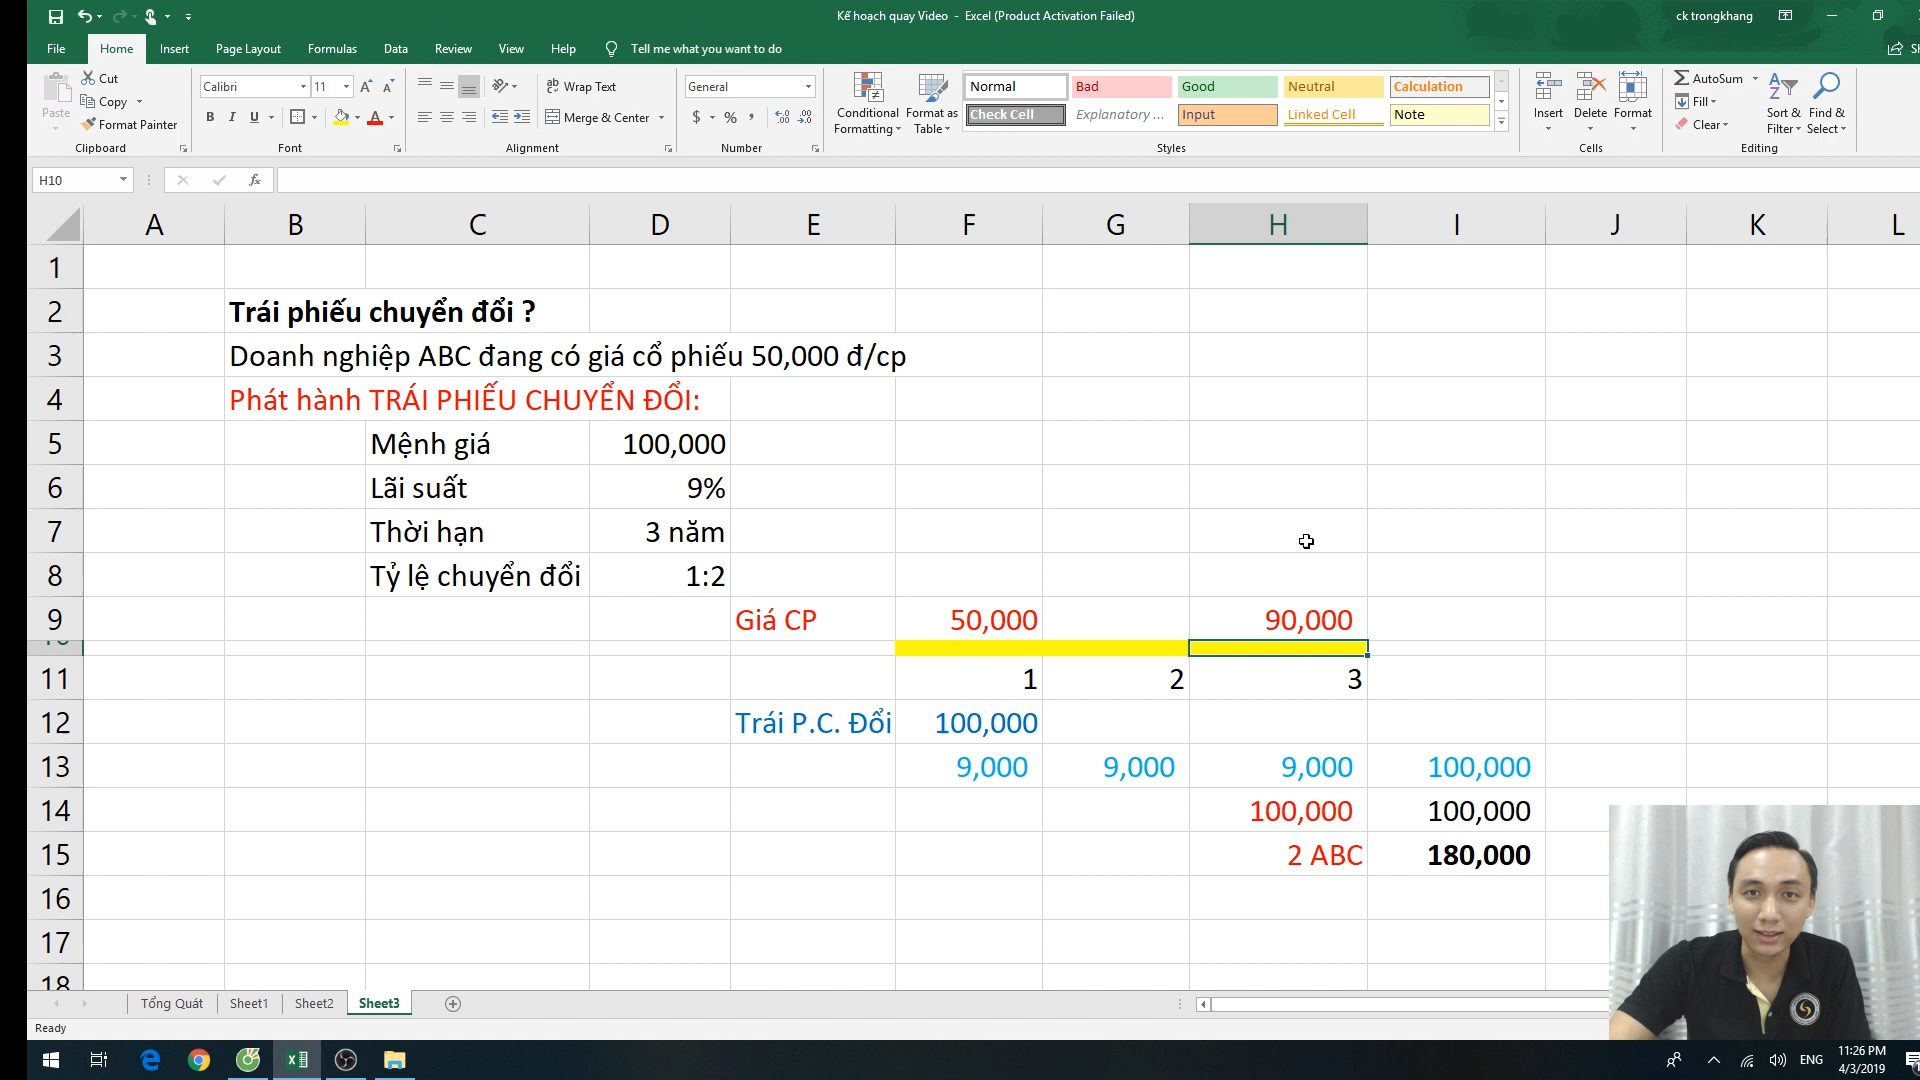 Kế hoạch quay Video - Excel (Product Activation Failed)
ck trongkhang
File Home Insert Page Layout Formulas Data Review View Help Tell me what you want to do
Paste
Cut
Copy
Format Painter
Clipboard
Calibri 11
B I U
Font
Wrap Text
Merge & Center
Alignment
General
$ % ,
Number
Conditional Formatting
Format as Table
Normal Bad Good Neutral Calculation
Check Cell Explanatory ... Input Linked Cell Note
Styles
Insert Delete Format
Cells
AutoSum
Fill
Clear
Sort & Filter
Find & Select
Editing
H10
fx
A B C D E F G H I J K L
1
2 Trái phiếu chuyển đổi ?
3 Doanh nghiệp ABC đang có giá cổ phiếu 50,000 đ/cp
4 Phát hành TRÁI PHIẾU CHUYỂN ĐỔI:
5 Mệnh giá 100,000
6 Lãi suất 9%
7 Thời hạn 3 năm
8 Tỷ lệ chuyển đổi 1:2
9 Giá CP 50,000 90,000
11 1 2 3
12 Trái P.C. Đổi 100,000
13 9,000 9,000 9,000 100,000
14 100,000 100,000
15 2 ABC 180,000
16
17
18
Tổng Quát Sheet1 Sheet2 Sheet3
Ready
ENG
11:26 PM
4/3/2019